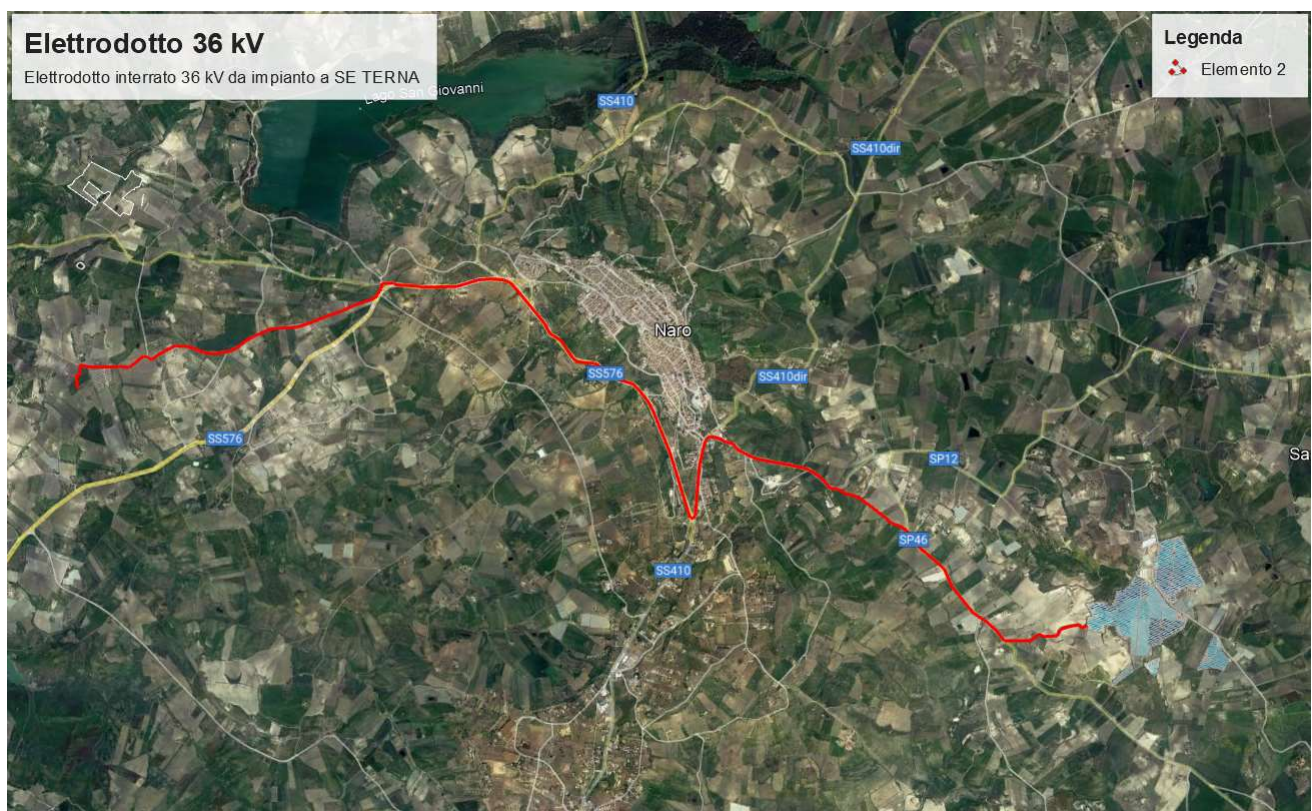 Elettrodotto 36 kV
Elettrodotto interrato 36 kV da impianto a SE TERNA
Legenda
Elemento 2
Lago San Giovanni
SS410
SS410dir
Naro
SS576
SS410dir
SS576
SP12
Sa
SP46
SS410